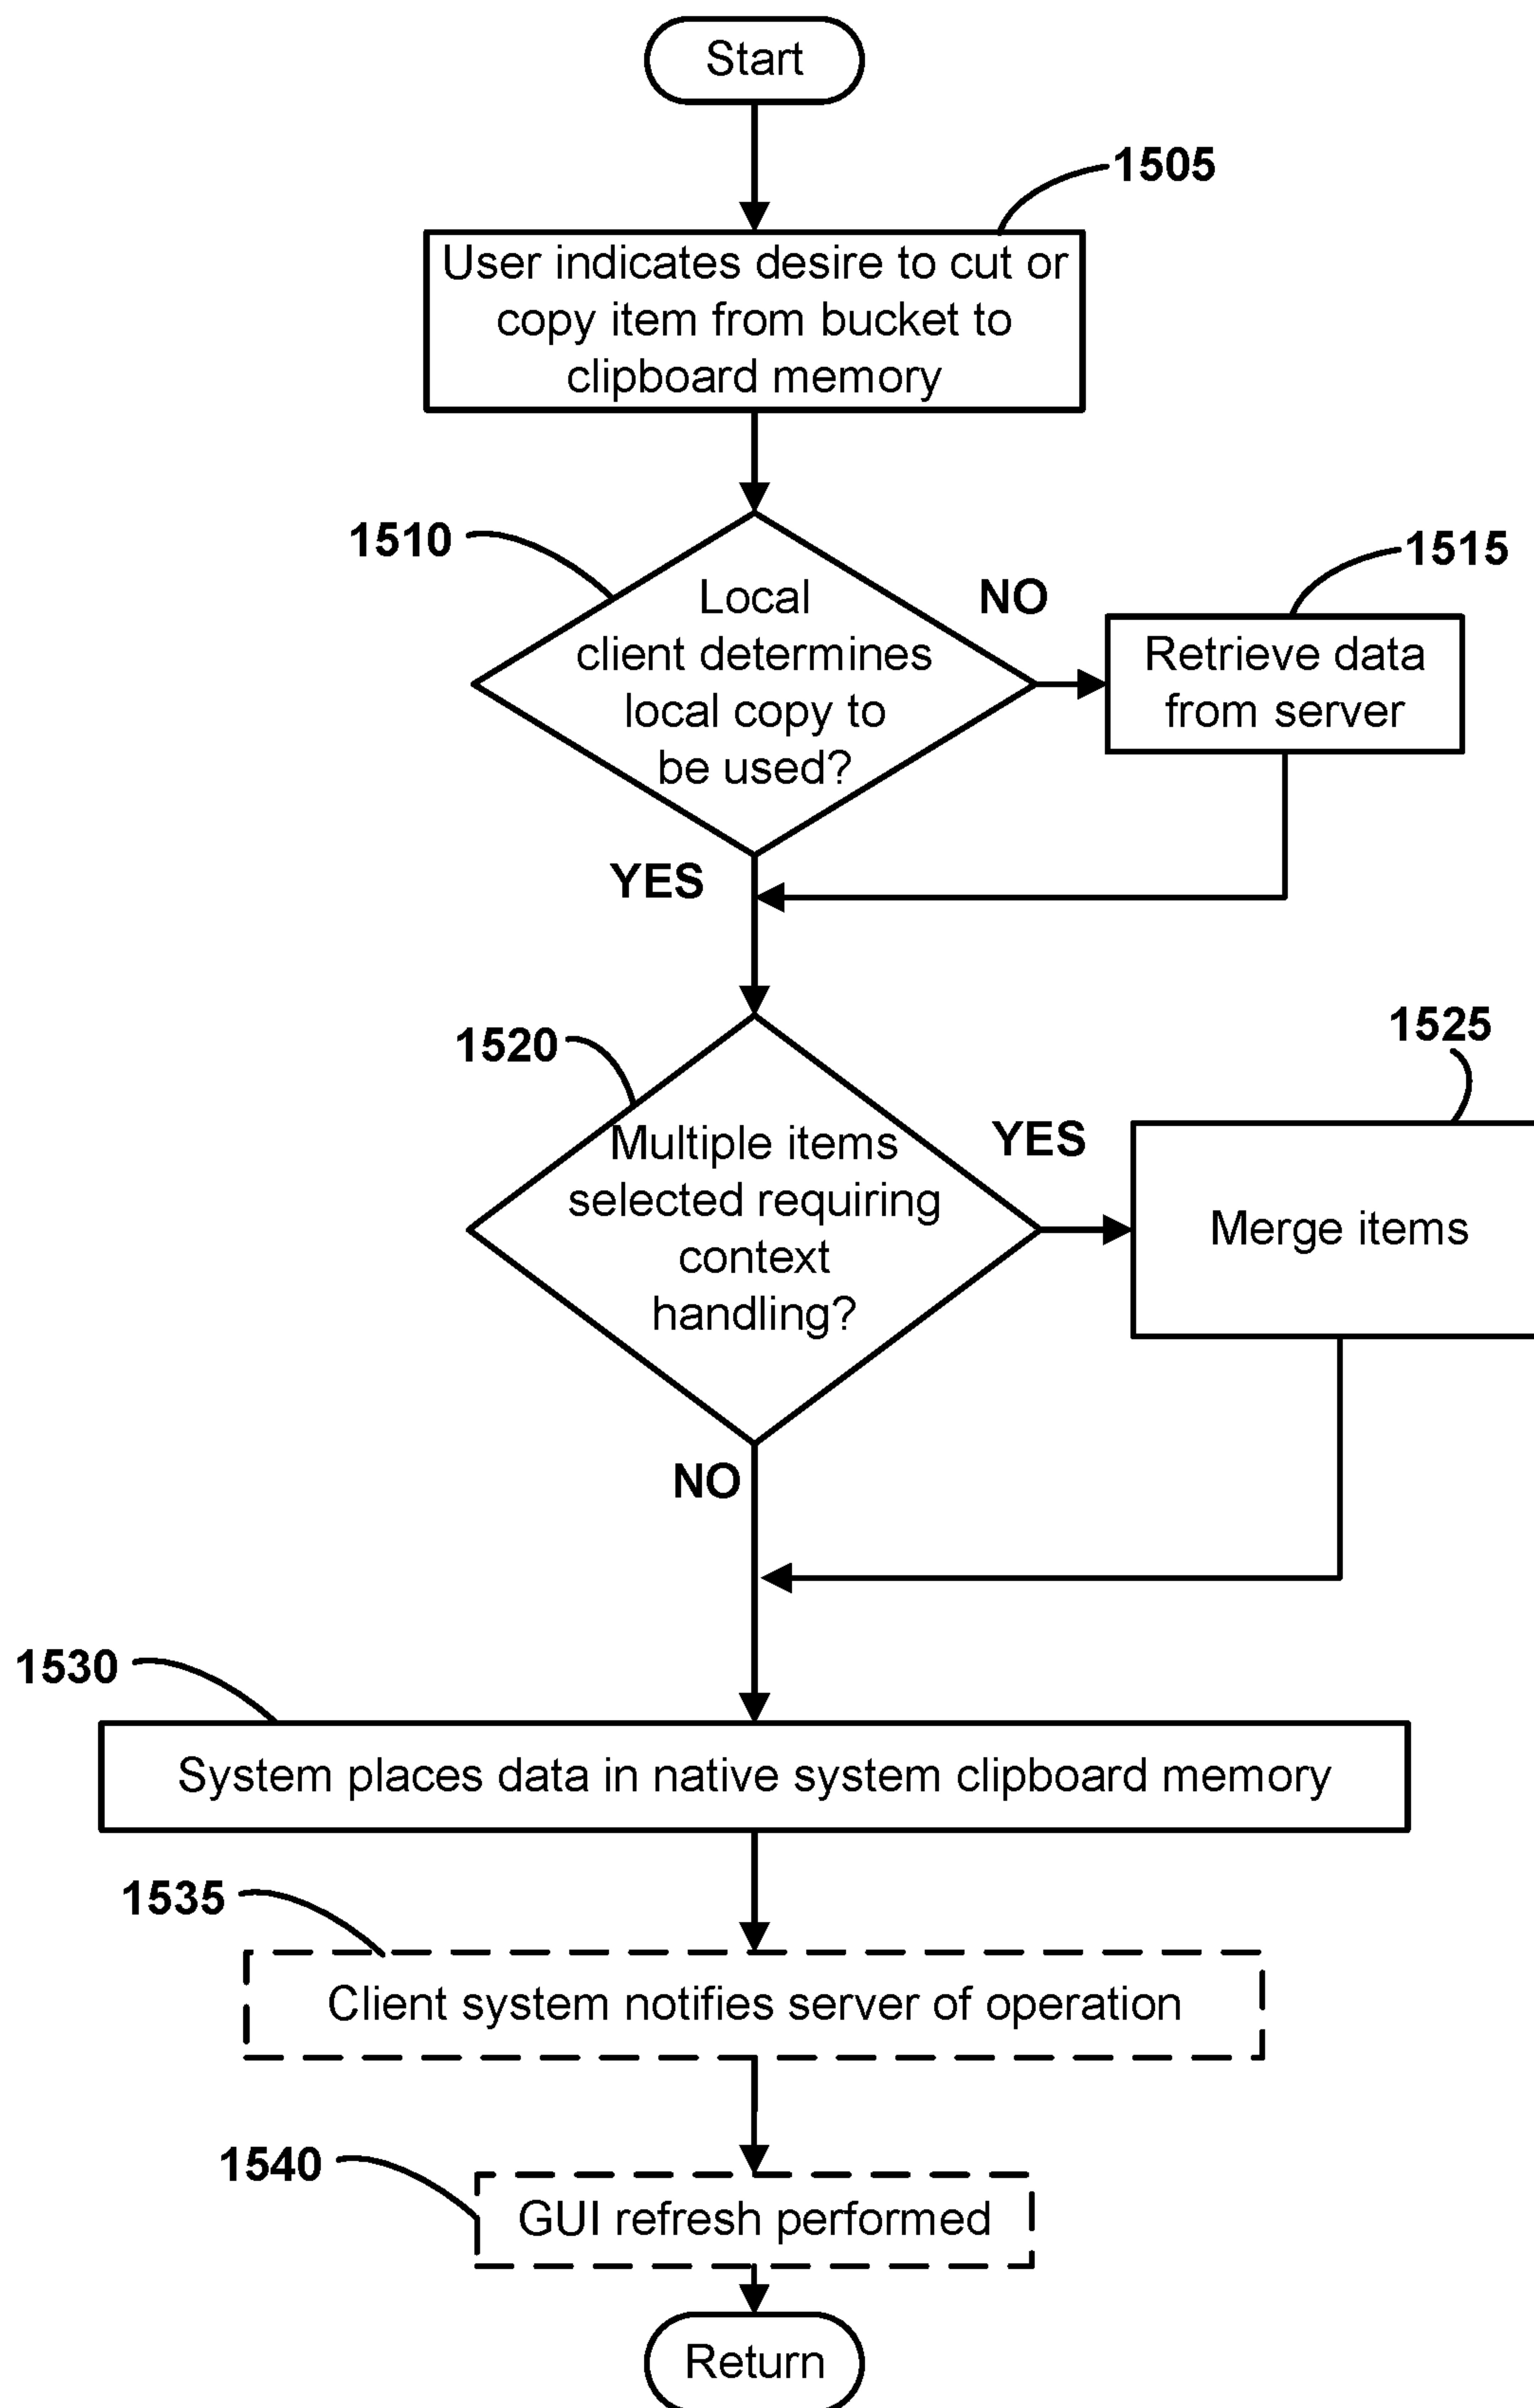 Start
1505
User indicates desire to cut or
copy item from bucket to
clipboard memory
1510
Local
client determines
local copy to
be used?
NO
1515
Retrieve data
from server
YES
1520
Multiple items
selected requiring
context
handling?
YES
1525
Merge items
NO
1530
System places data in native system clipboard memory
1535
Client system notifies server of operation
1540
GUI refresh performed
Return